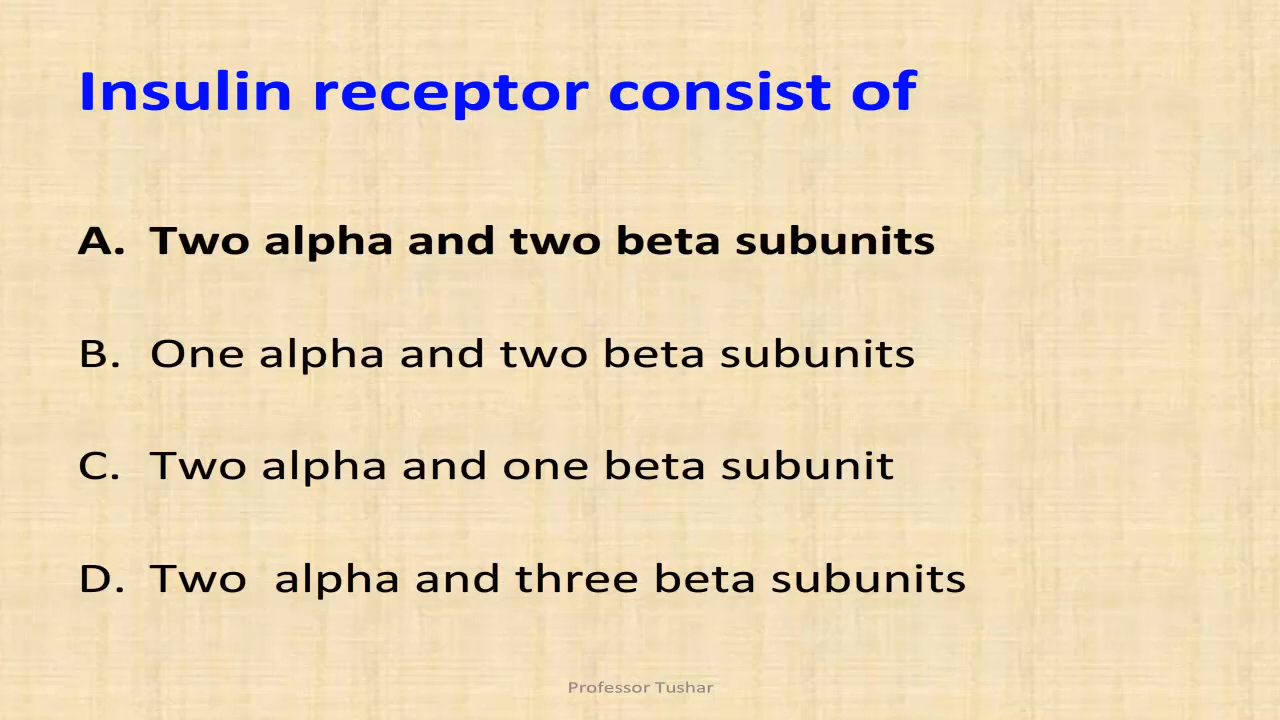 Insulin receptor consist of
A. Two alpha and two beta subunits
B. One alpha and two beta subunits
C. Two alpha and one beta subunit
D. Two  alpha and three beta subunits
Professor Tushar